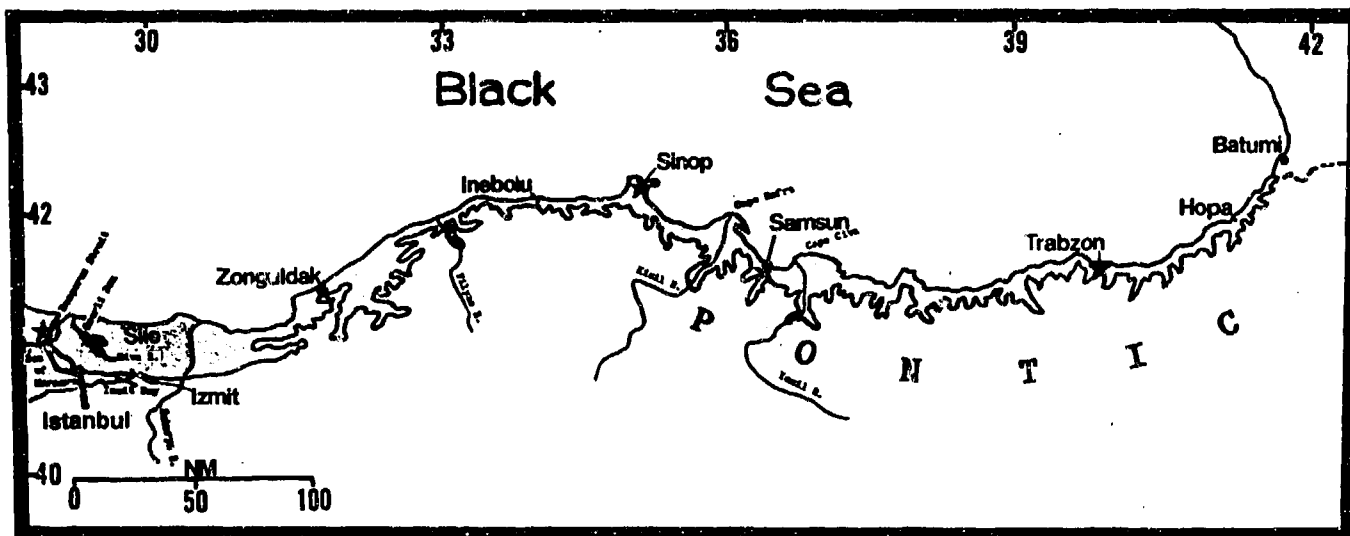 30 33 36 39 42
43
Black Sea
Batumi
Sinop
Inebolu
42
Samsun
Hopa
Trabzon
Zonguldak
Sile
P O N T I C
Izmit
Istanbul
40
NM
0 50 100